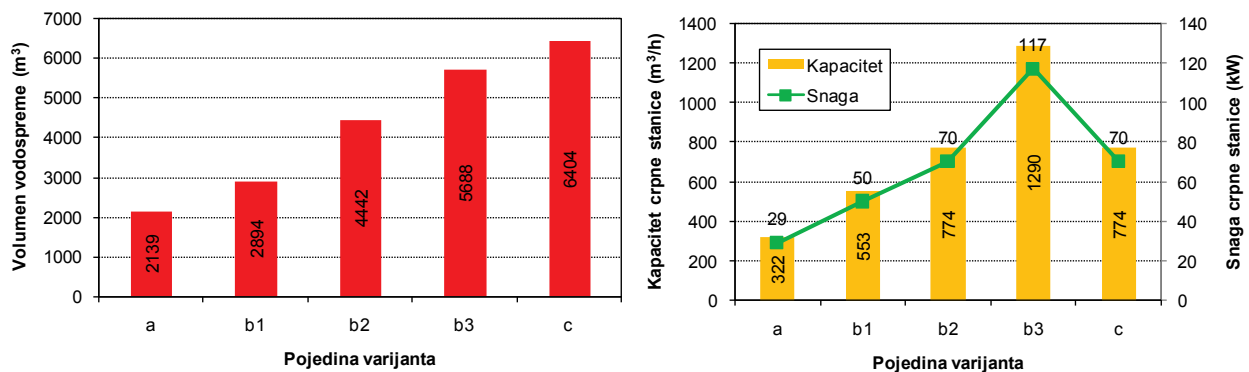 Volumen vodospreme (m³)
7000
6000
5000
4000
3000
2000
1000
0
2139
2894
4442
5688
6404
a
b1
b2
b3
c
Pojedina varijanta
Kapacitet crpne stanice (m³/h)
1400
1200
1000
800
600
400
200
0
Kapacitet
Snaga
29
50
70
117
70
322
553
774
1290
774
140
120
100
80
60
40
20
0
Snaga crpne stanice (kW)
a
b1
b2
b3
c
Pojedina varijanta